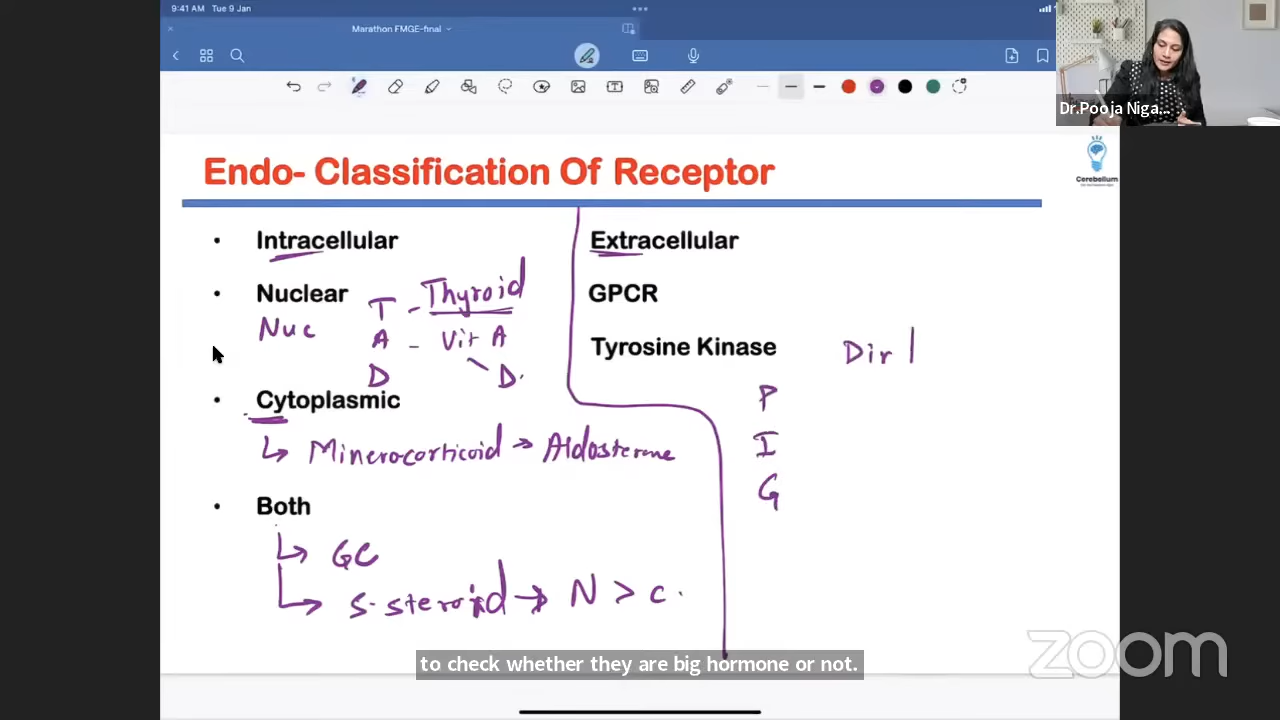 9:41 AM Tue 9 Jan
Marathon FMGE-final
Dr.Pooja Niga...
Cerebellum
Endo- Classification Of Receptor
• Intracellular
• Nuclear
Nuc
T - Thyroid
A - Vit A
D D.
• Cytoplasmic
↳ Minerocorticoid → Aldosterone
• Both
↳ GC
↳ S. steroid → N > C.
Extracellular
GPCR
Tyrosine Kinase
Dir |
P
I
G
to check whether they are big hormone or not.
zoom